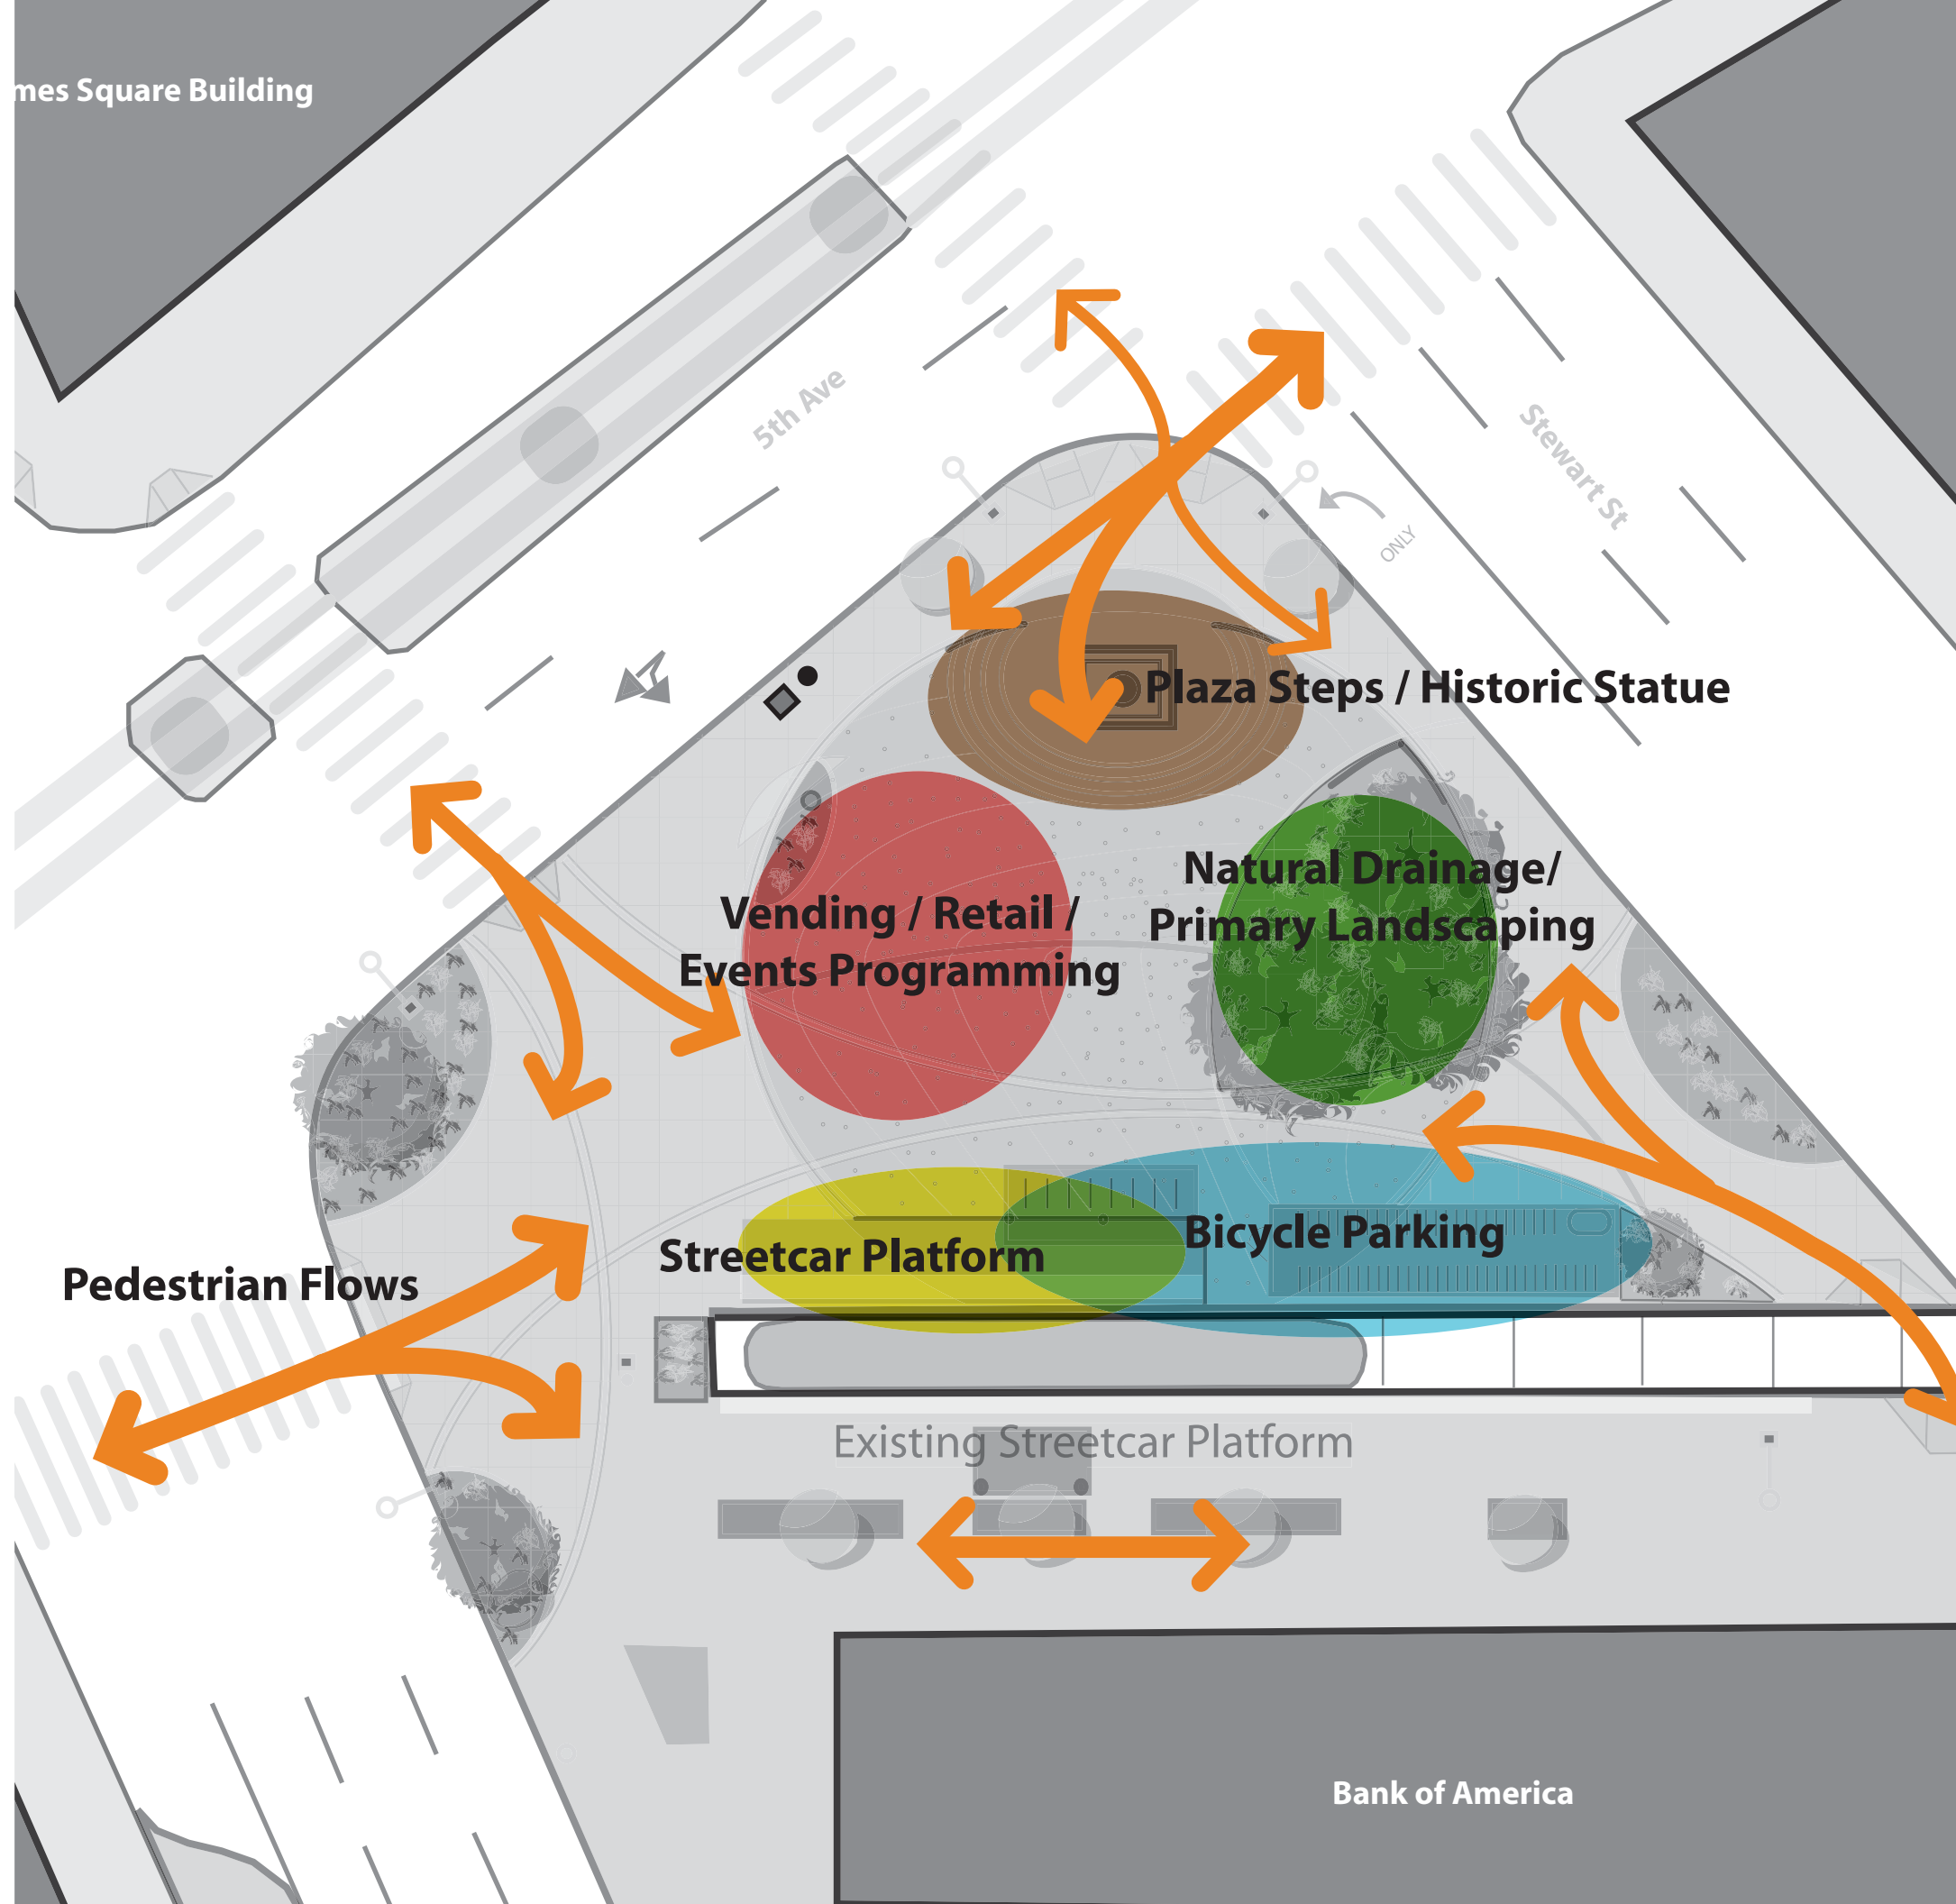 mes Square Building
5th Ave
Stewart St
ONLY
Plaza Steps / Historic Statue
Natural Drainage/
Primary Landscaping
Vending / Retail /
Events Programming
Bicycle Parking
Streetcar Platform
Pedestrian Flows
Existing Streetcar Platform
Bank of America